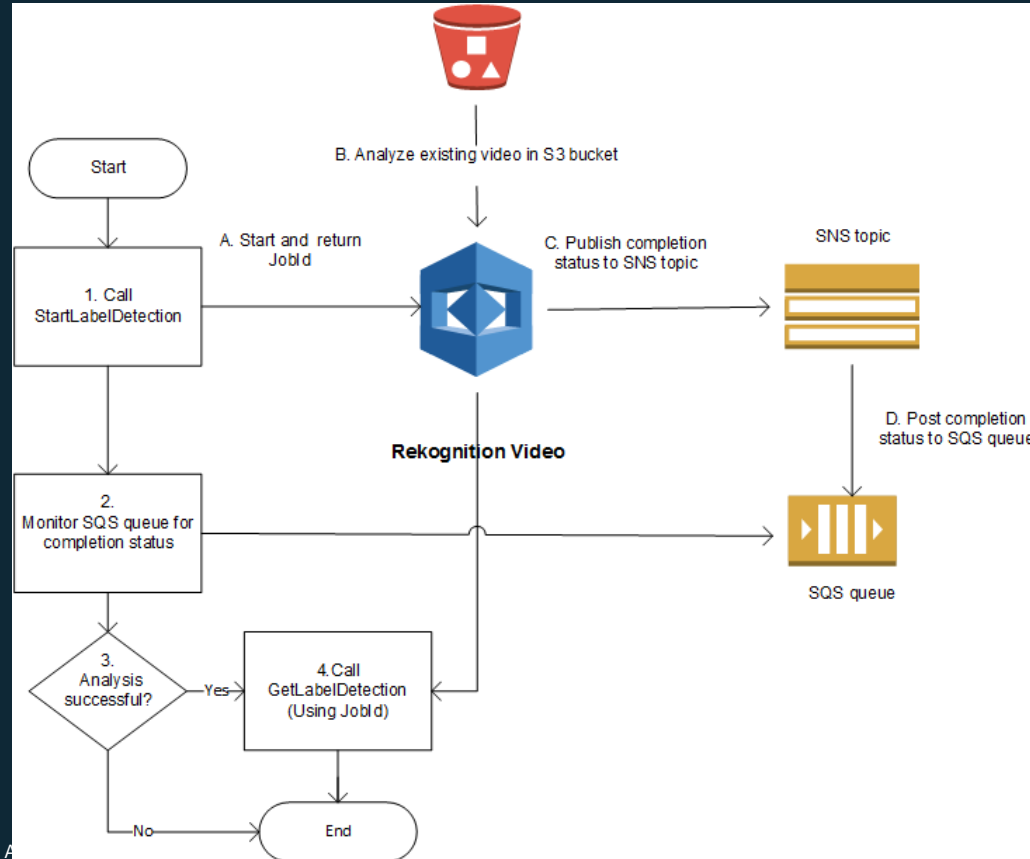 B. Analyze existing video in S3 bucket
Start
A. Start and return
JobId
C. Publish completion
status to SNS topic
SNS topic
1. Call
StartLabelDetection
D. Post completion
status to SQS queue
Rekognition Video
2.
Monitor SQS queue for
completion status
SQS queue
3.
Analysis
successful?
Yes
4.Call
GetLabelDetection
(Using JobId)
No
End
A